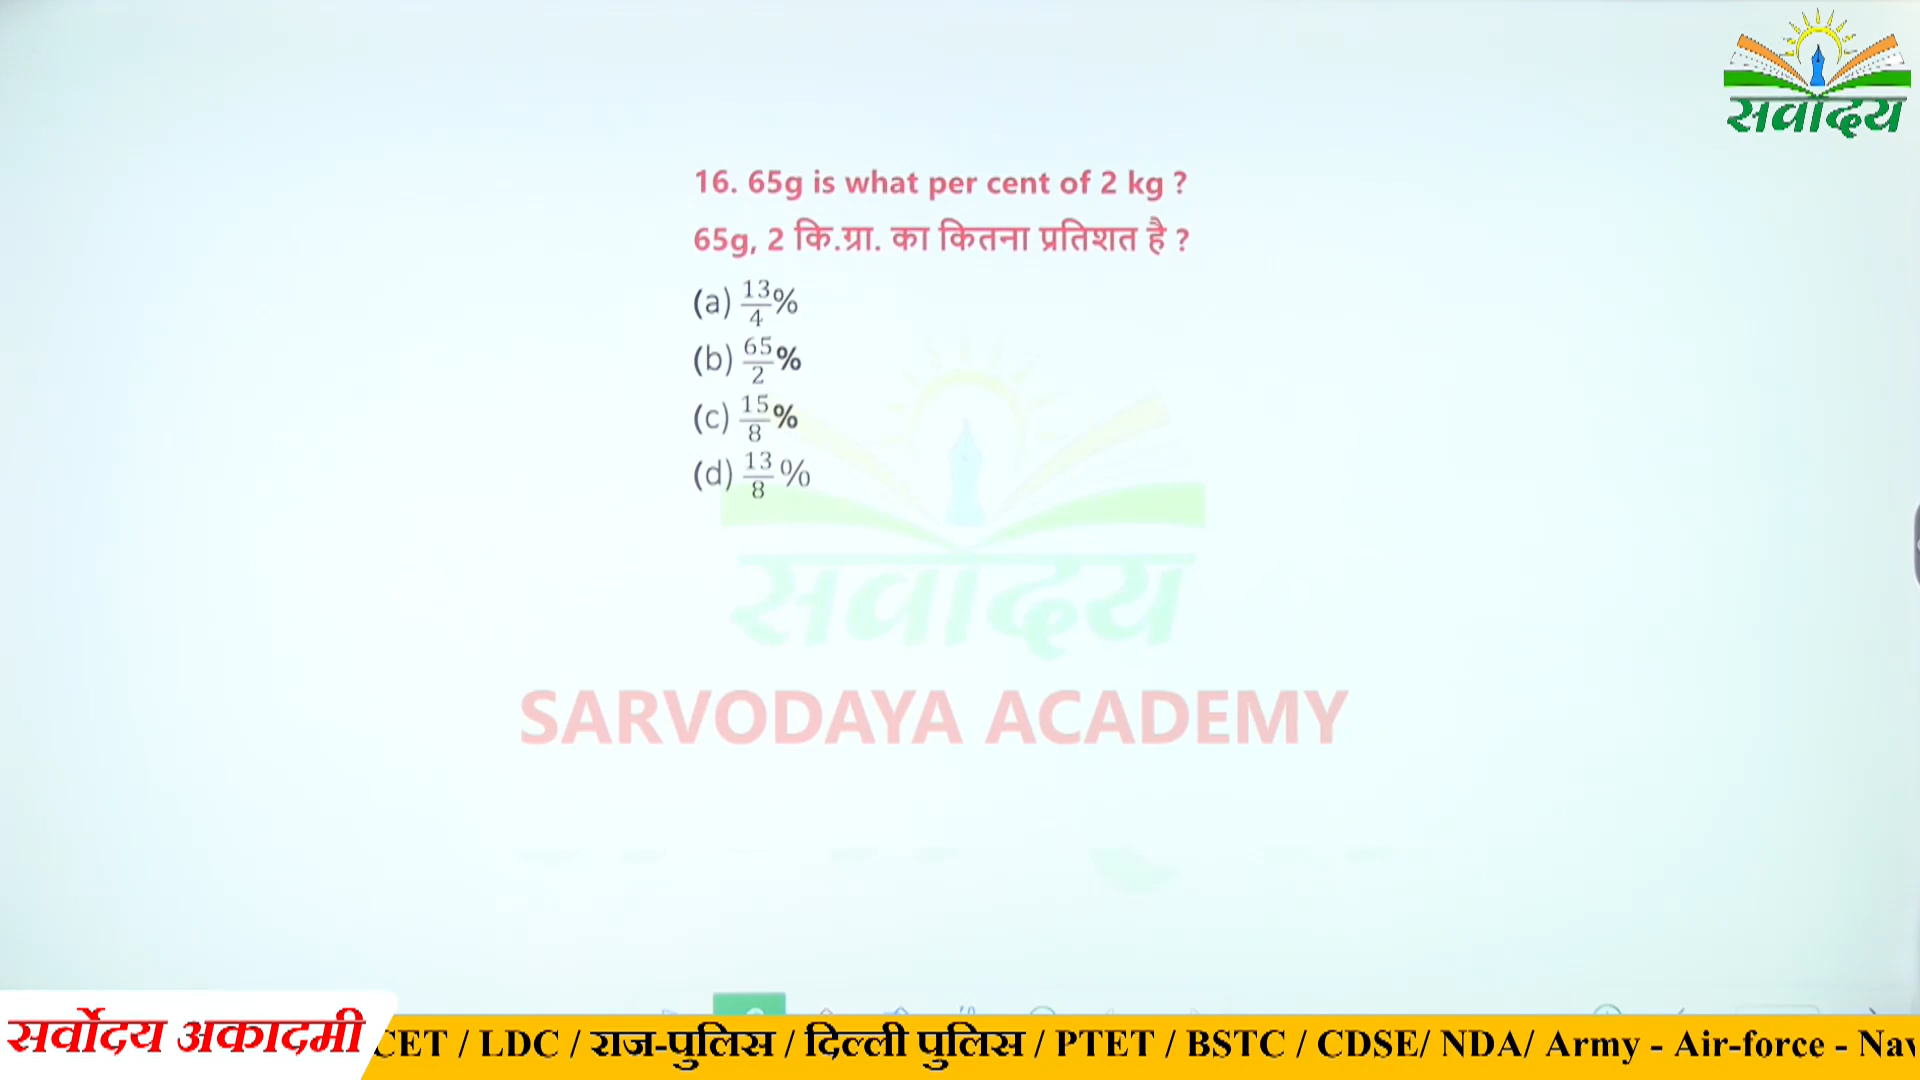 सर्वोदय
16. 65g is what per cent of 2 kg ?
65g, 2 कि.ग्रा. का कितना प्रतिशत है ?
(a) 13/4%
(b) 65/2%
(c) 15/8%
(d) 13/8%
सर्वोदय
SARVODAYA ACADEMY
सर्वोदय अकादमी
CET / LDC / राज-पुलिस / दिल्ली पुलिस / PTET / BSTC / CDSE/ NDA/ Army - Air-force - Nav